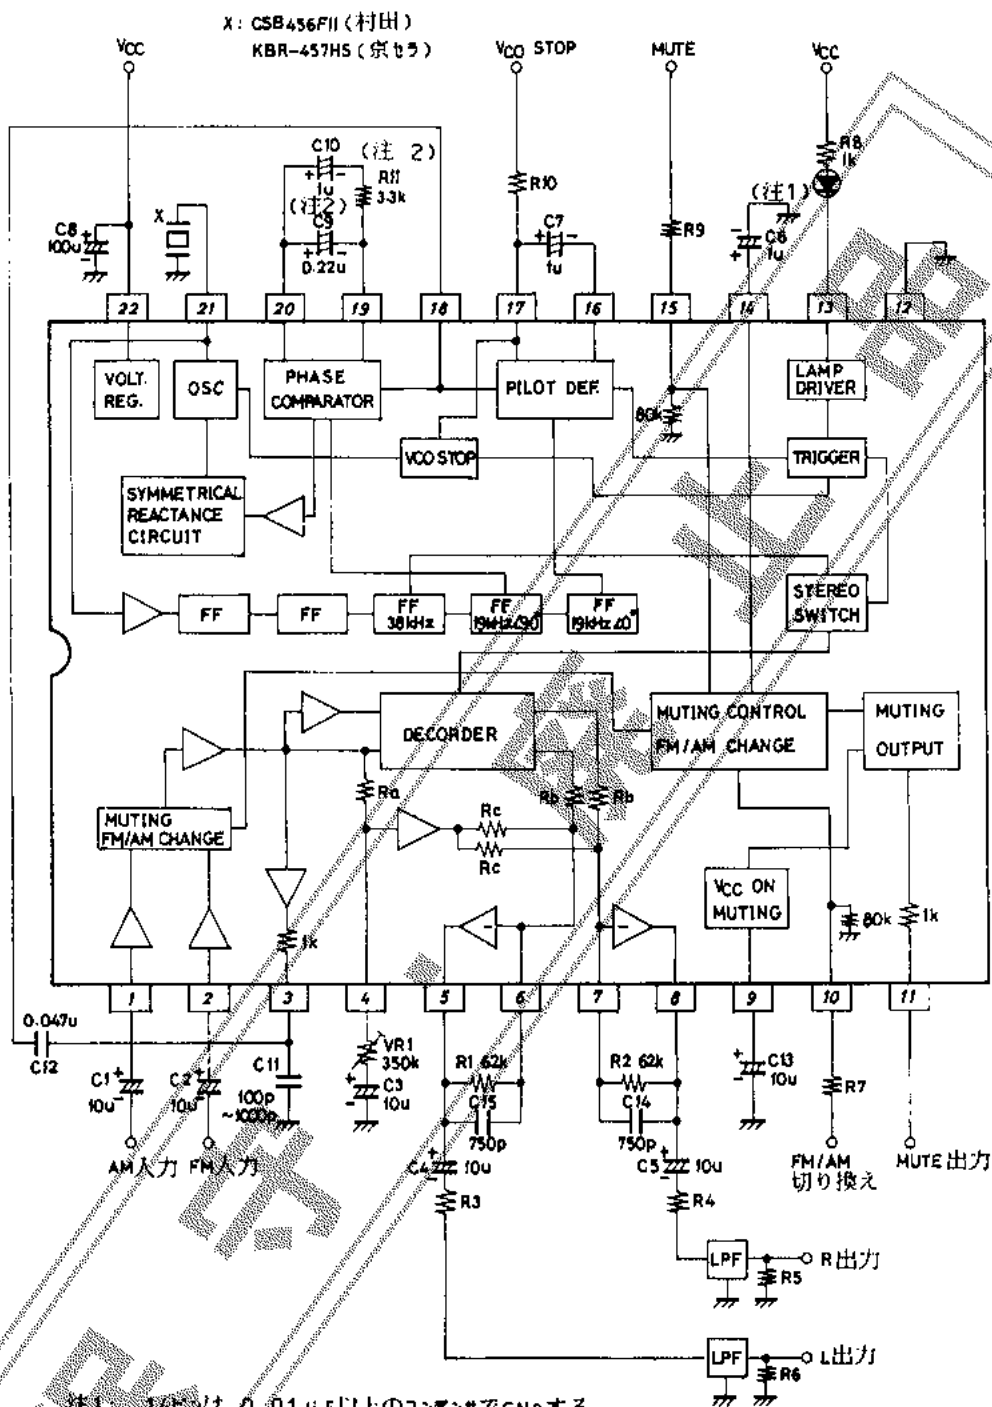 X: CSB456F11 (村田)
KBR-457HS (京セラ)
VCC
VCO STOP
MUTE
VCC
C10
1u
(注 2)
R11
3.3k
(注2)
C9
0.22u
C8
100u
X
R10
C7
1u
R9
(注1)
C6
1u
R8
1k
22
21
20
19
18
17
16
15
14
13
12
VOLT.
REG.
OSC
PHASE
COMPARATOR
PILOT DEF.
80k
LAMP
DRIVER
VCO STOP
TRIGGER
SYMMETRICAL
REACTANCE
CIRCUIT
FF
FF
FF
38kHz
FF
19kHz∠90°
FF
19kHz∠0°
STEREO
SWITCH
DECORDER
MUTING CONTROL
FM/AM CHANGE
MUTING
OUTPUT
Ra
Rb
Rb
Rc
Rc
MUTING
FM/AM CHANGE
VCC ON
MUTING
1k
80k
1k
1
2
3
4
5
6
7
8
9
10
11
0.047u
C12
C1
10u
C2
10u
C11
100p
~1000p
VR1
350k
C3
10u
R1 62k
C15
750p
R2 62k
C14
750p
C13
10u
R7
AM入力
FM入力
C4
10u
R3
C5
10u
R4
FM/AM
切り換え
MUTE 出力
LPF
R出力
R5
LPF
L出力
R6